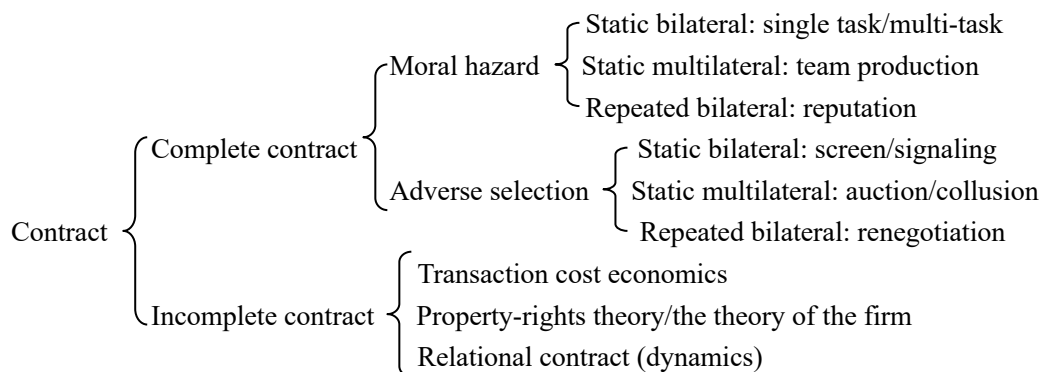 Static bilateral: single task/multi-task
Moral hazard
Static multilateral: team production
Repeated bilateral: reputation
Complete contract
Static bilateral: screen/signaling
Adverse selection
Static multilateral: auction/collusion
Contract
Repeated bilateral: renegotiation
Transaction cost economics
Incomplete contract
Property-rights theory/the theory of the firm
Relational contract (dynamics)